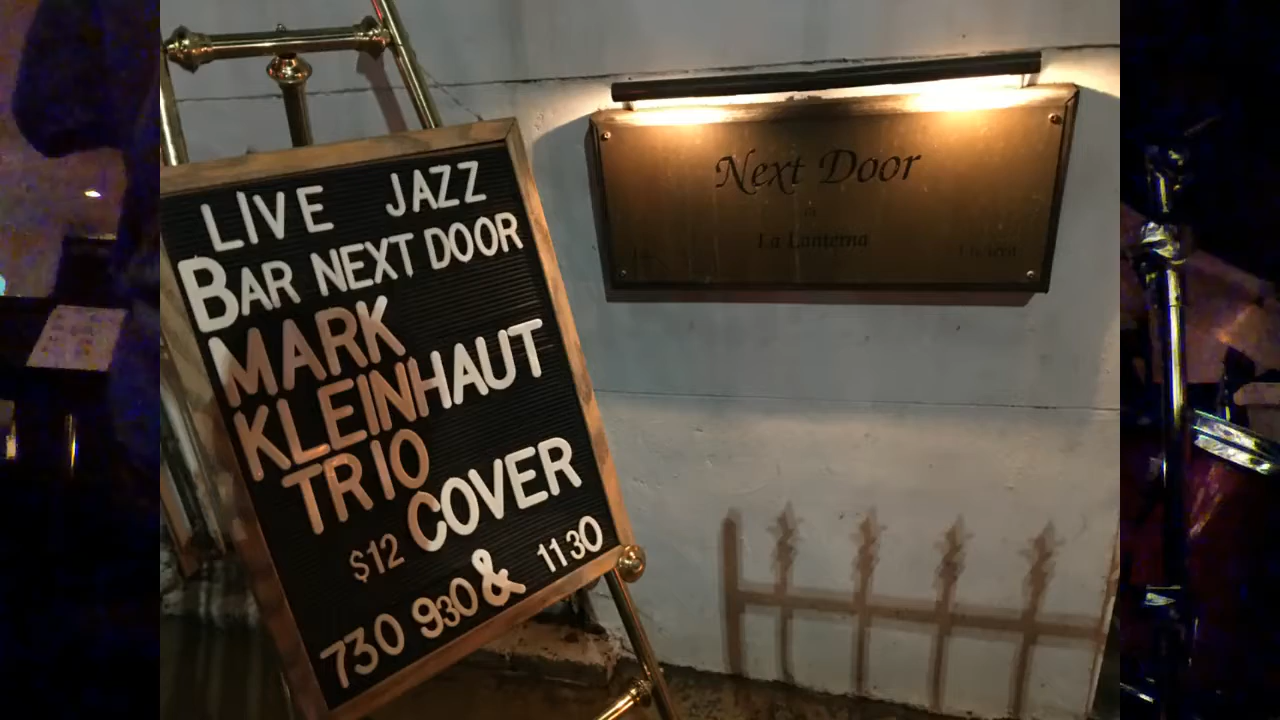 LIVE JAZZ
BAR NEXT DOOR
MARK
KLEINHAUT
TRIO
$12 COVER
730 930 & 1130
Next Door
La Lanterna